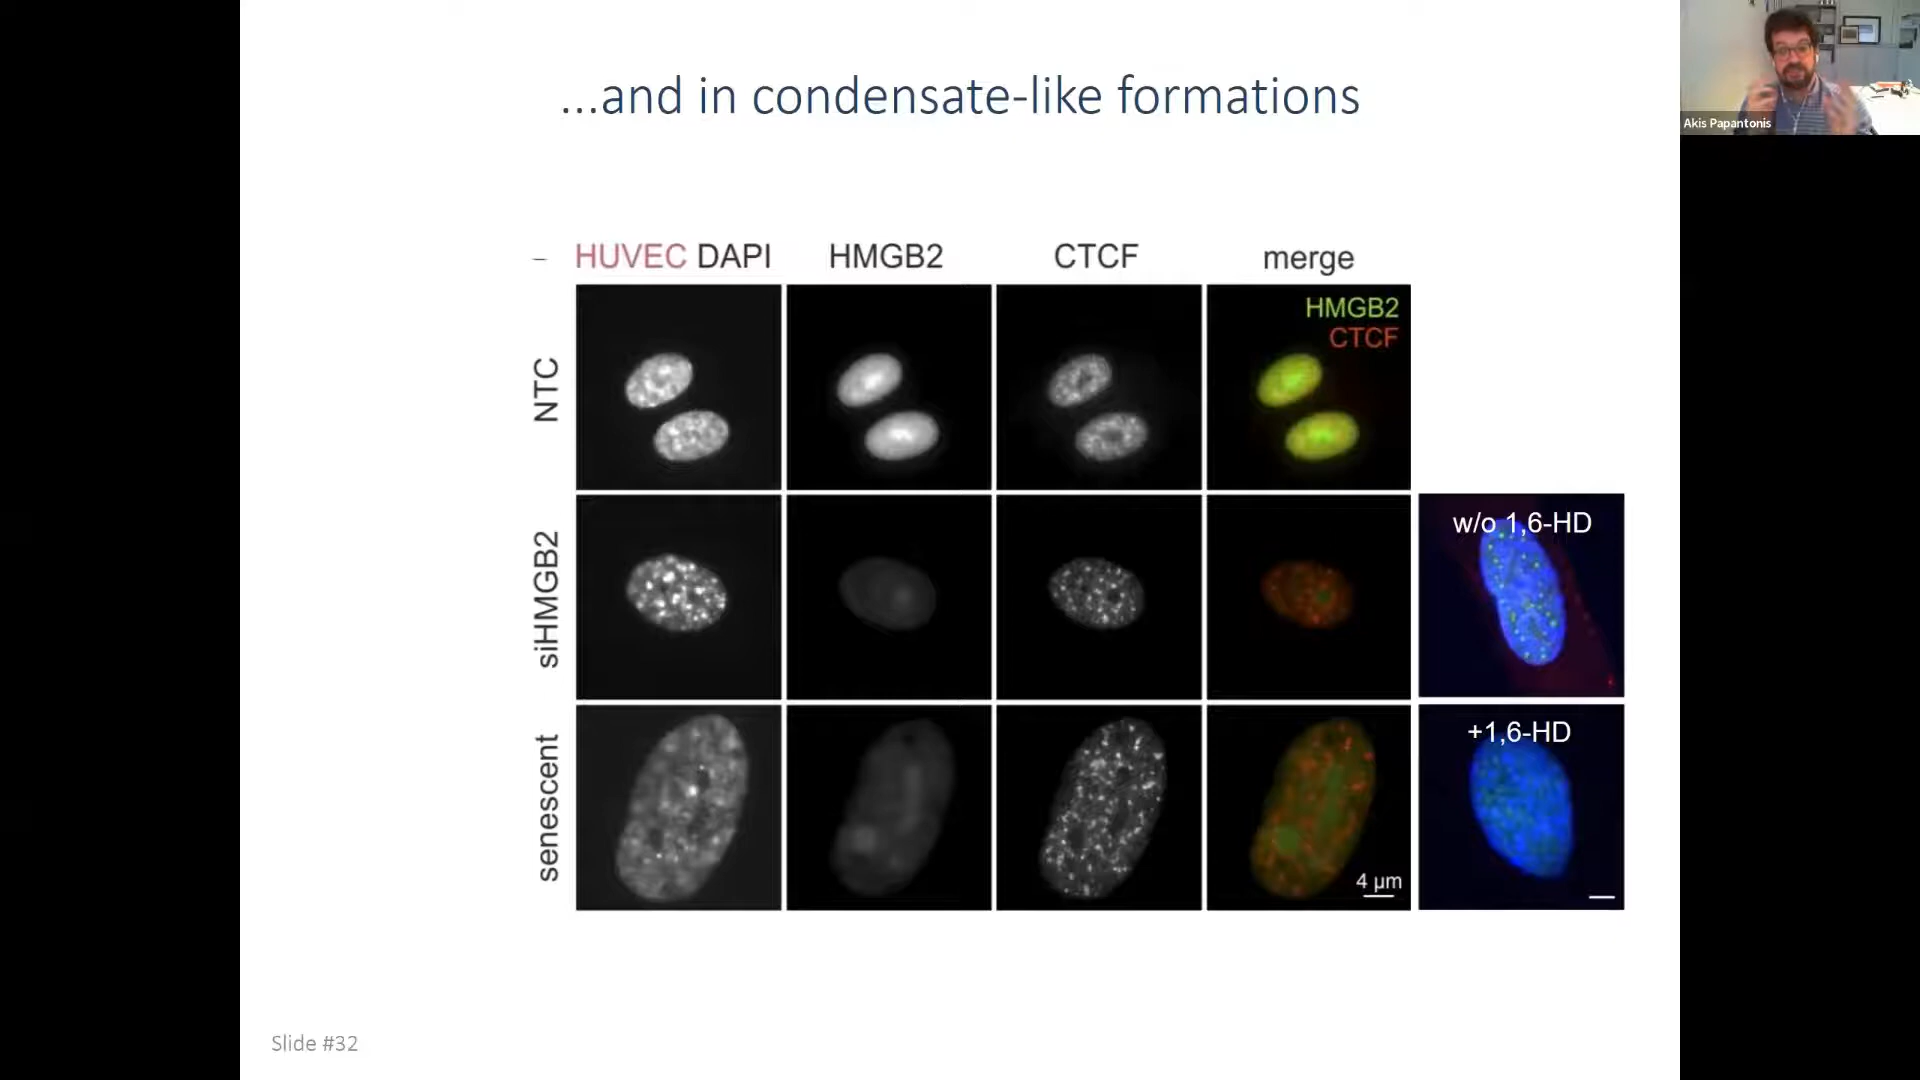 ...and in condensate-like formations
Akis Papantonis
HUVEC DAPI
HMGB2
CTCF
merge
NTC
HMGB2
CTCF
siHMGB2
w/o 1,6-HD
senescent
4 µm
+1,6-HD
Slide #32